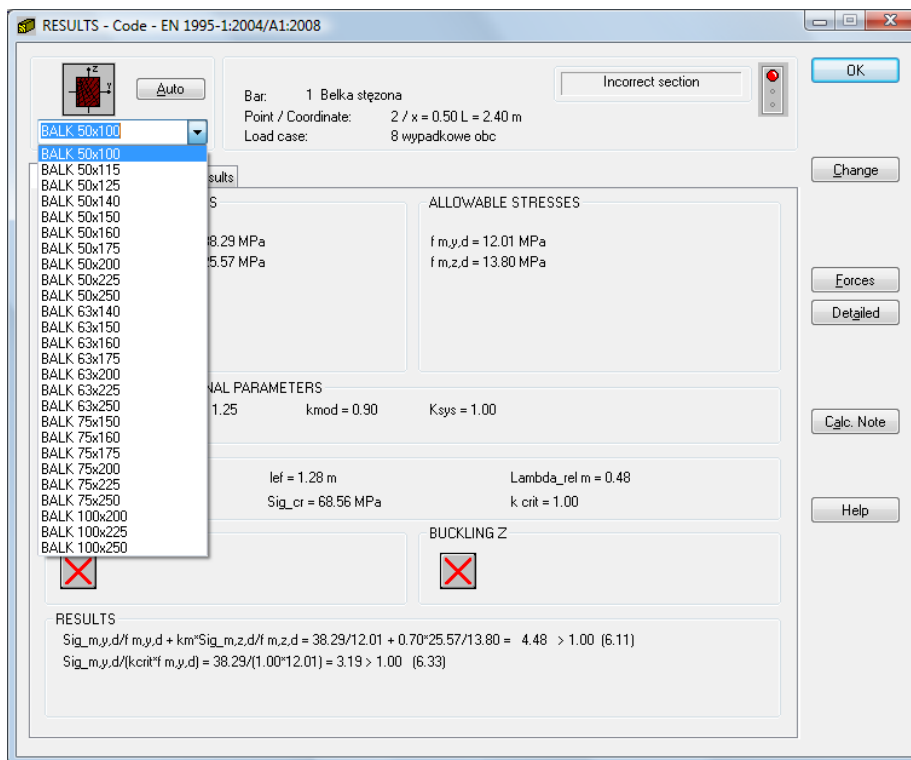 RESULTS - Code - EN 1995-1:2004/A1:2008
z
y
Auto
BALK 50x100
Bar: 1 Belka stężona
Point / Coordinate: 2 / x = 0.50 L = 2.40 m
Load case: 8 wypadkowe obc
Incorrect section
OK
Change
Forces
Detailed
Calc. Note
Help
BALK 50x100
BALK 50x115
BALK 50x125
BALK 50x140
BALK 50x150
BALK 50x160
BALK 50x175
BALK 50x200
BALK 50x225
BALK 50x250
BALK 63x140
BALK 63x150
BALK 63x160
BALK 63x175
BALK 63x200
BALK 63x225
BALK 63x250
BALK 75x150
BALK 75x160
BALK 75x175
BALK 75x200
BALK 75x225
BALK 75x250
BALK 100x200
BALK 100x225
BALK 100x250
sults
S
8.29 MPa
5.57 MPa
ALLOWABLE STRESSES
f m,y,d = 12.01 MPa
f m,z,d = 13.80 MPa
NAL PARAMETERS
1.25 kmod = 0.90 Ksys = 1.00
lef = 1.28 m Lambda_rel m = 0.48
Sig_cr = 68.56 MPa k crit = 1.00
BUCKLING Z
RESULTS
Sig_m,y,d/f m,y,d + km*Sig_m,z,d/f m,z,d = 38.29/12.01 + 0.70*25.57/13.80 = 4.48 > 1.00 (6.11)
Sig_m,y,d/(kcrit*f m,y,d) = 38.29/(1.00*12.01) = 3.19 > 1.00 (6.33)